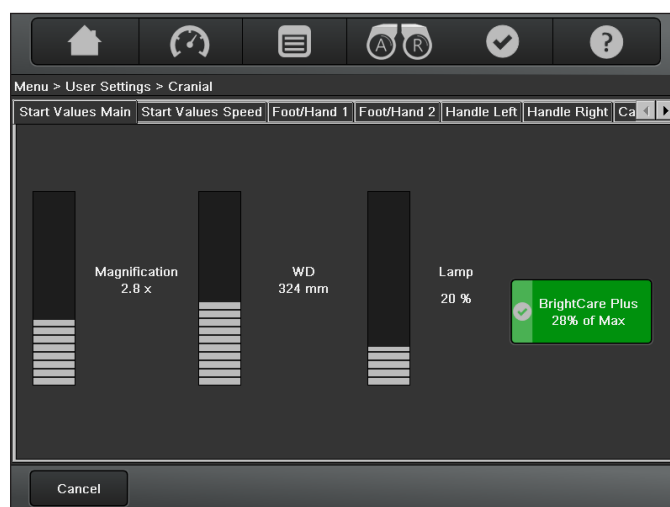 A R ?
Menu > User Settings > Cranial
Start Values Main Start Values Speed Foot/Hand 1 Foot/Hand 2 Handle Left Handle Right Ca
Magnification
2.8 x
WD
324 mm
Lamp
20 %
BrightCare Plus
28% of Max
Cancel